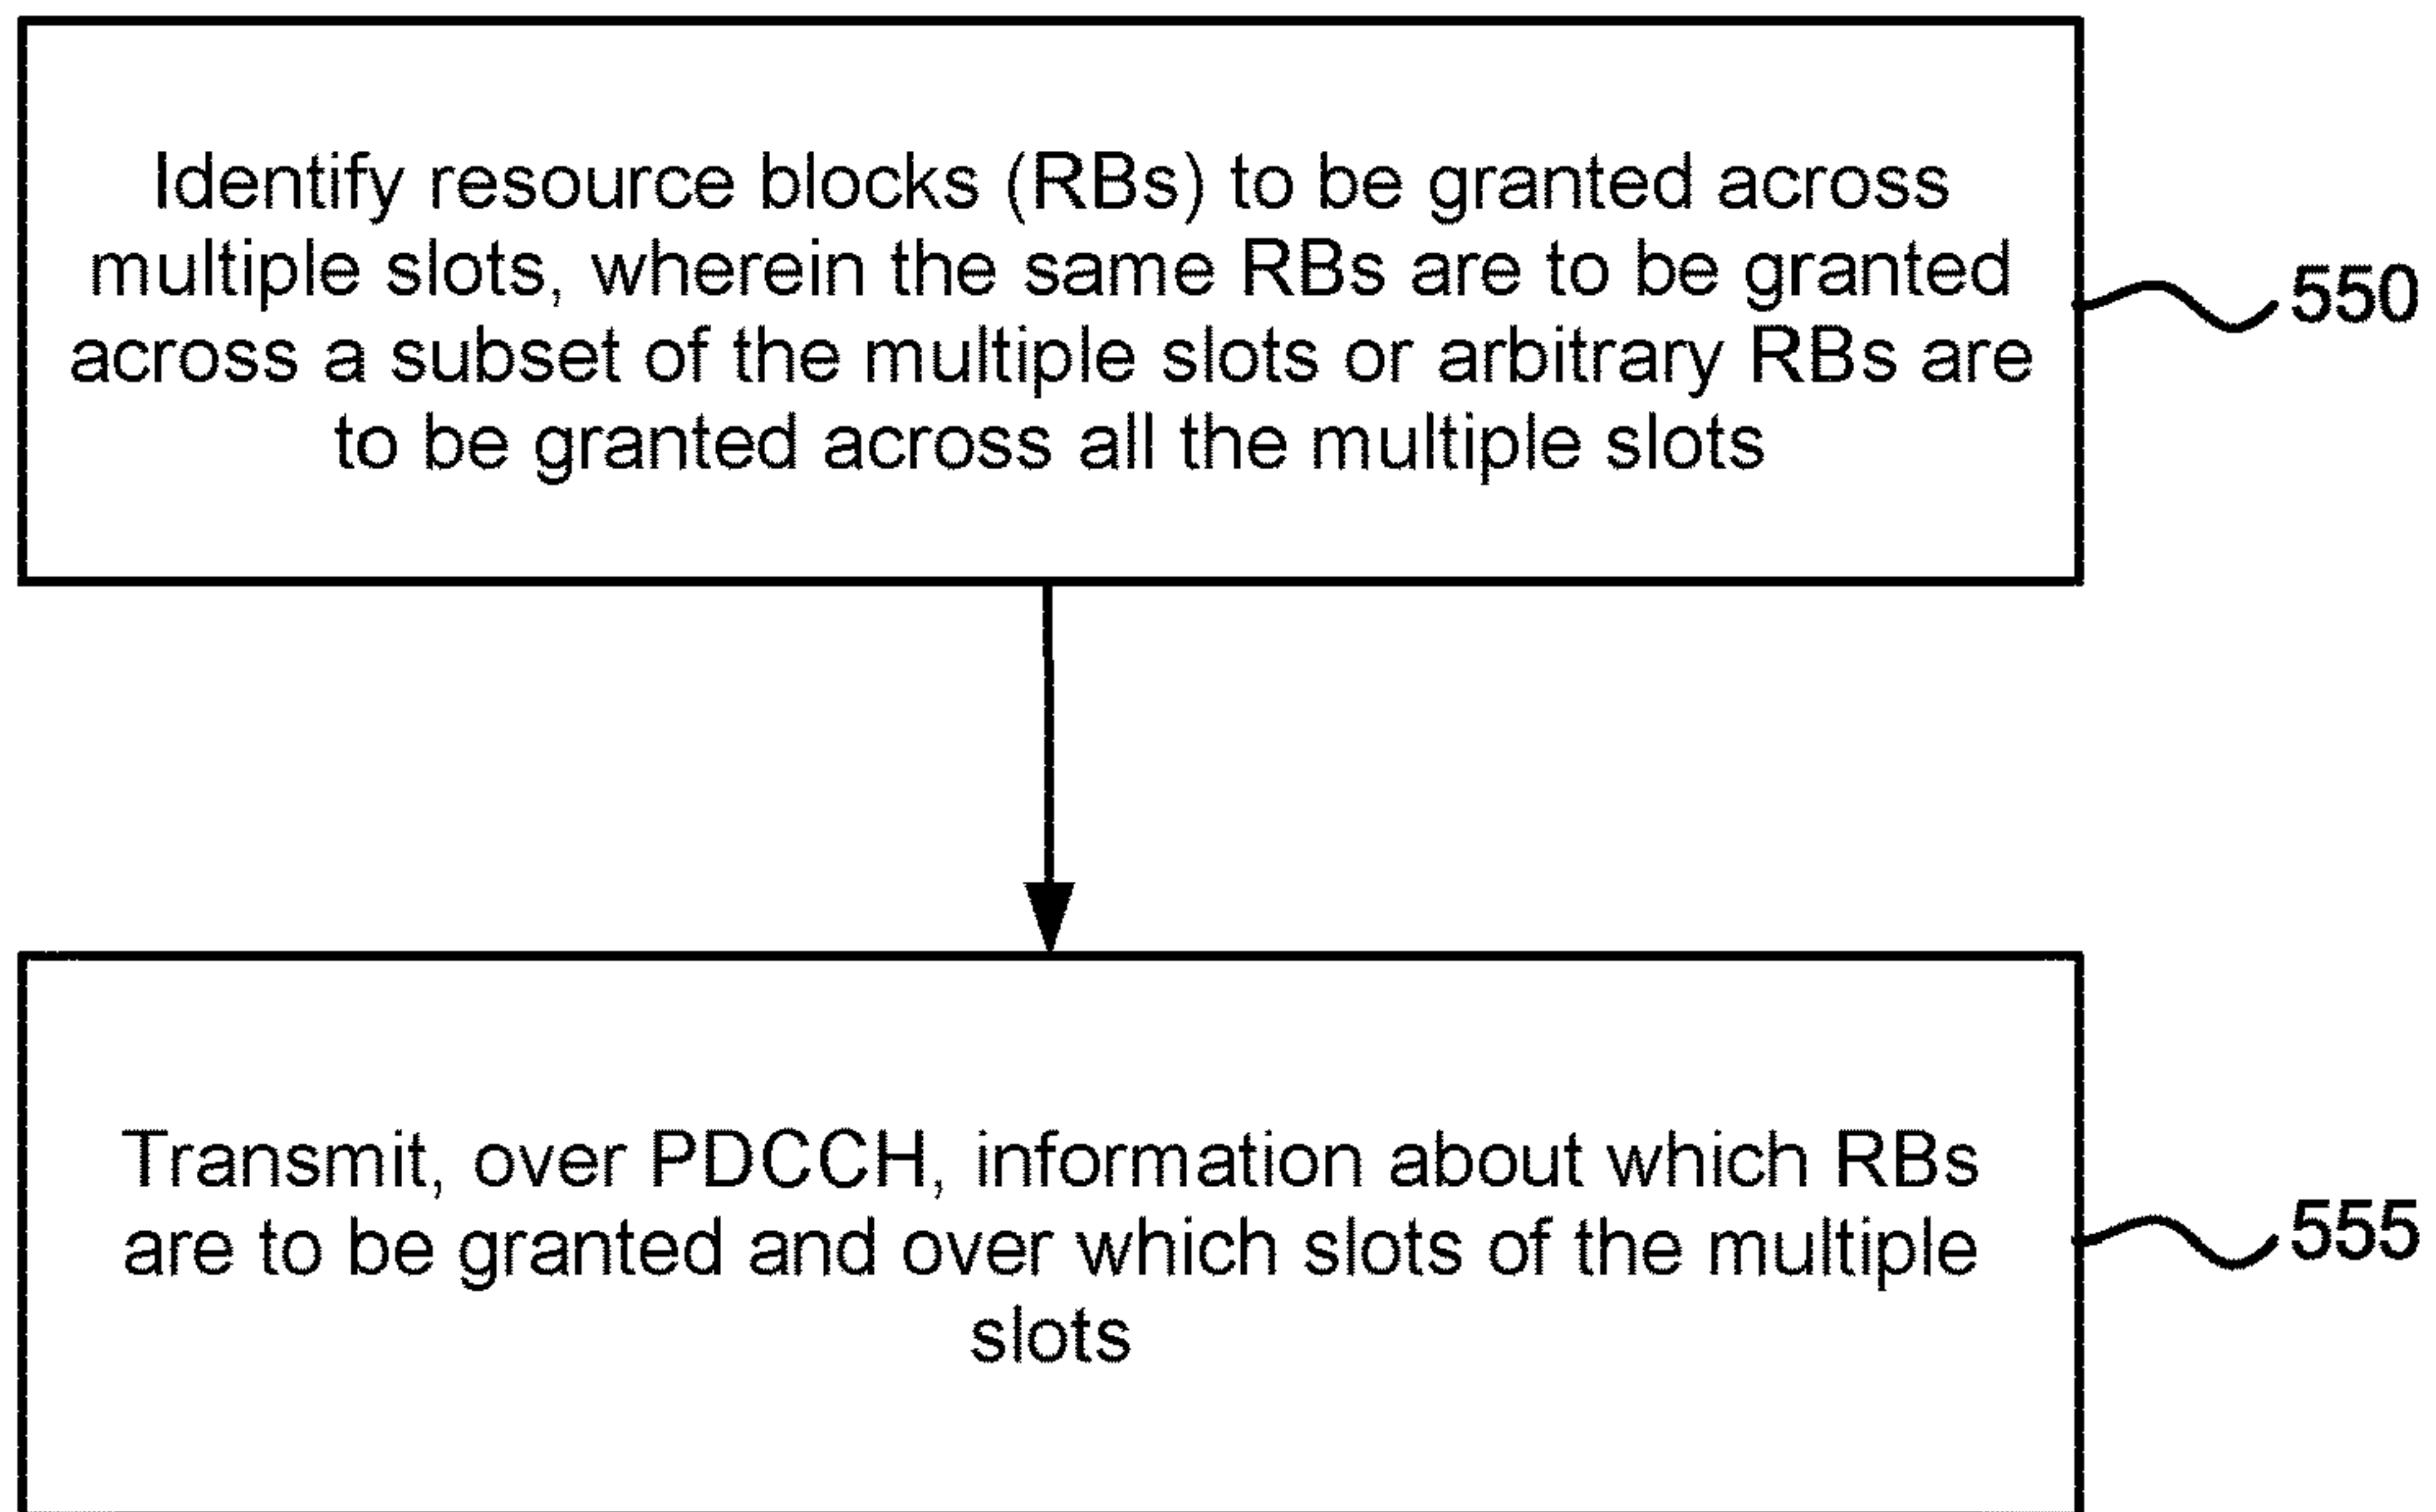 Identify resource blocks (RBs) to be granted across
multiple slots, wherein the same RBs are to be granted
across a subset of the multiple slots or arbitrary RBs are
to be granted across all the multiple slots
550
Transmit, over PDCCH, information about which RBs
are to be granted and over which slots of the multiple
slots
555